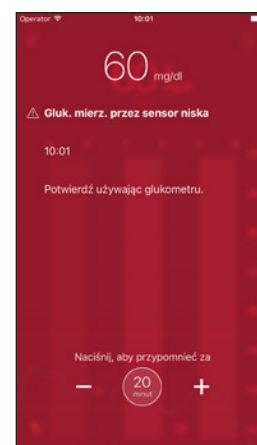 Operator 10:01
60 mg/dl
Gluk. mierz. przez sensor niska
10:01
Potwierdź używając glukometru.
Naciśnij, aby przypomnieć za
− 20 +
minut